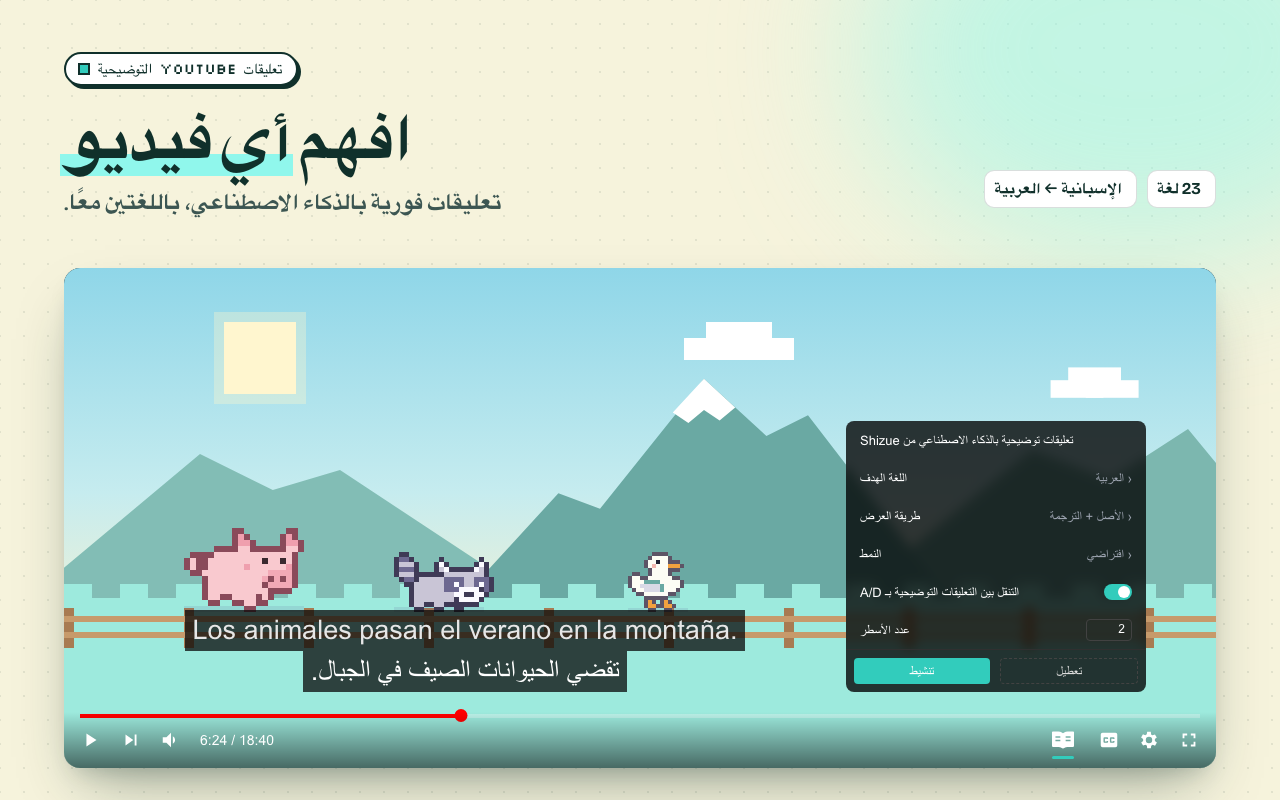 تعليقات YOUTUBE التوضيحية
افهم أي فيديو
تعليقات فورية بالذكاء الاصطناعي، باللغتين معًا.
23 لغة
الإسبانية ← العربية
تعليقات توضيحية بالذكاء الاصطناعي من Shizue
اللغة الهدف
العربية ›
طريقة العرض
الأصل + الترجمة ›
النمط
افتراضي ›
التنقل بين التعليقات التوضيحية بـ A/D
عدد الأسطر
2
تنشيط
تعطيل
Los animales pasan el verano en la montaña.
تقضي الحيوانات الصيف في الجبال.
6:24 / 18:40
CC